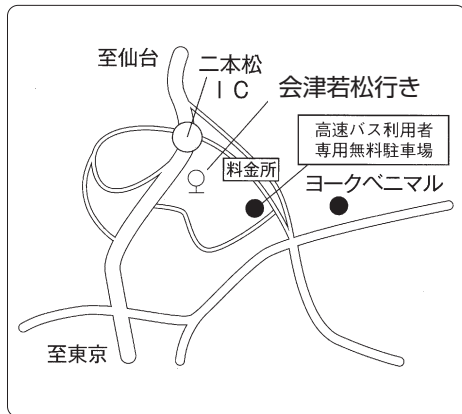 至仙台
二本松
IC
会津若松行き
高速バス利用者
専用無料駐車場
料金所
ヨークベニマル
至東京